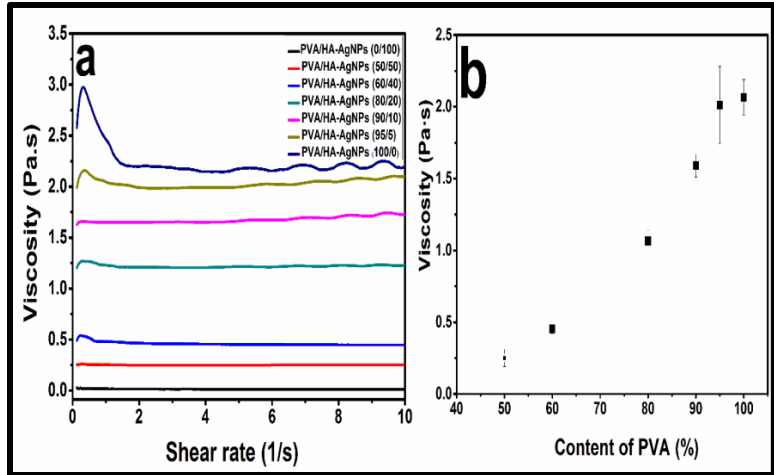 a
PVA/HA-AgNPs (0/100)
PVA/HA-AgNPs (50/50)
PVA/HA-AgNPs (60/40)
PVA/HA-AgNPs (80/20)
PVA/HA-AgNPs (90/10)
PVA/HA-AgNPs (95/5)
PVA/HA-AgNPs (100/0)
3.5
3.0
2.5
2.0
1.5
1.0
0.5
0.0
Viscosity (Pa.s)
0 2 4 6 8 10
Shear rate (1/s)
b
2.5
2.0
1.5
1.0
0.5
0.0
Viscosity (Pa·s)
40 50 60 70 80 90 100
Content of PVA (%)